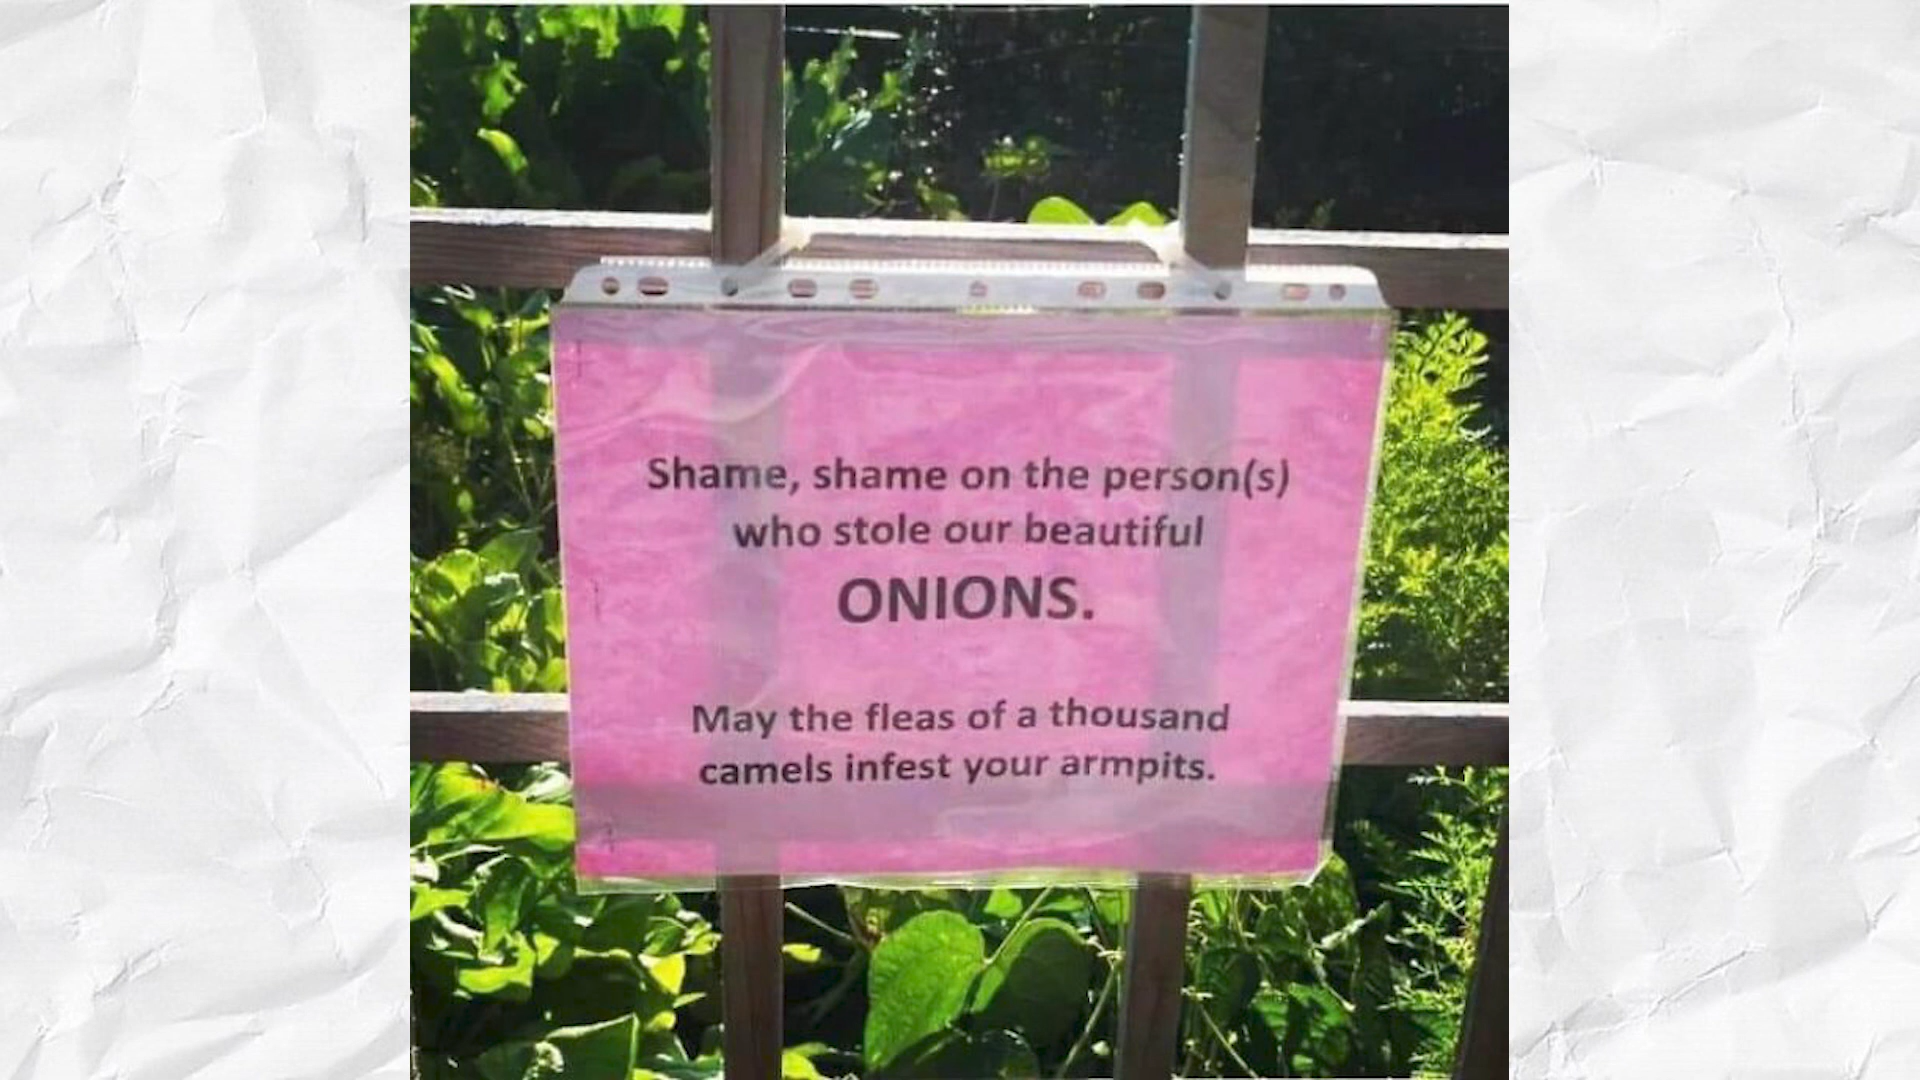 Shame, shame on the person(s)
who stole our beautiful
ONIONS.
May the fleas of a thousand
camels infest your armpits.